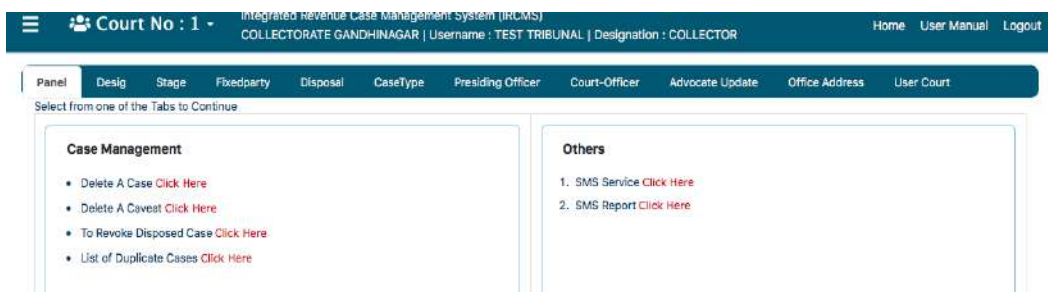 Court No : 1
Integrated Revenue Case Management System (IRCMS)
COLLECTORATE GANDHINAGAR | Username : TEST TRIBUNAL | Designation : COLLECTOR
Home User Manual Logout
Panel Desig Stage Fixedparty Disposal CaseType Presiding Officer Court-Officer Advocate Update Office Address User Court
Select from one of the Tabs to Continue
Case Management
• Delete A Case Click Here
• Delete A Caveat Click Here
• To Revoke Disposed Case Click Here
• List of Duplicate Cases Click Here
Others
1. SMS Service Click Here
2. SMS Report Click Here